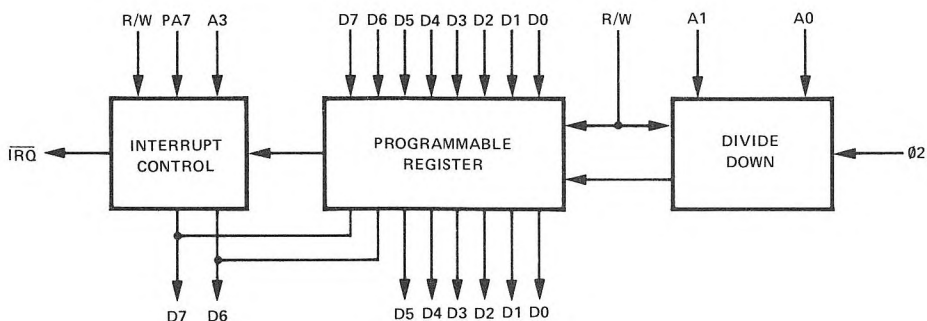 R/W PA7 A3 D7 D6 D5 D4 D3 D2 D1 D0 R/W A1 A0
IRQ
INTERRUPT
CONTROL
PROGRAMMABLE
REGISTER
DIVIDE
DOWN
Ø2
D7 D6 D5 D4 D3 D2 D1 D0